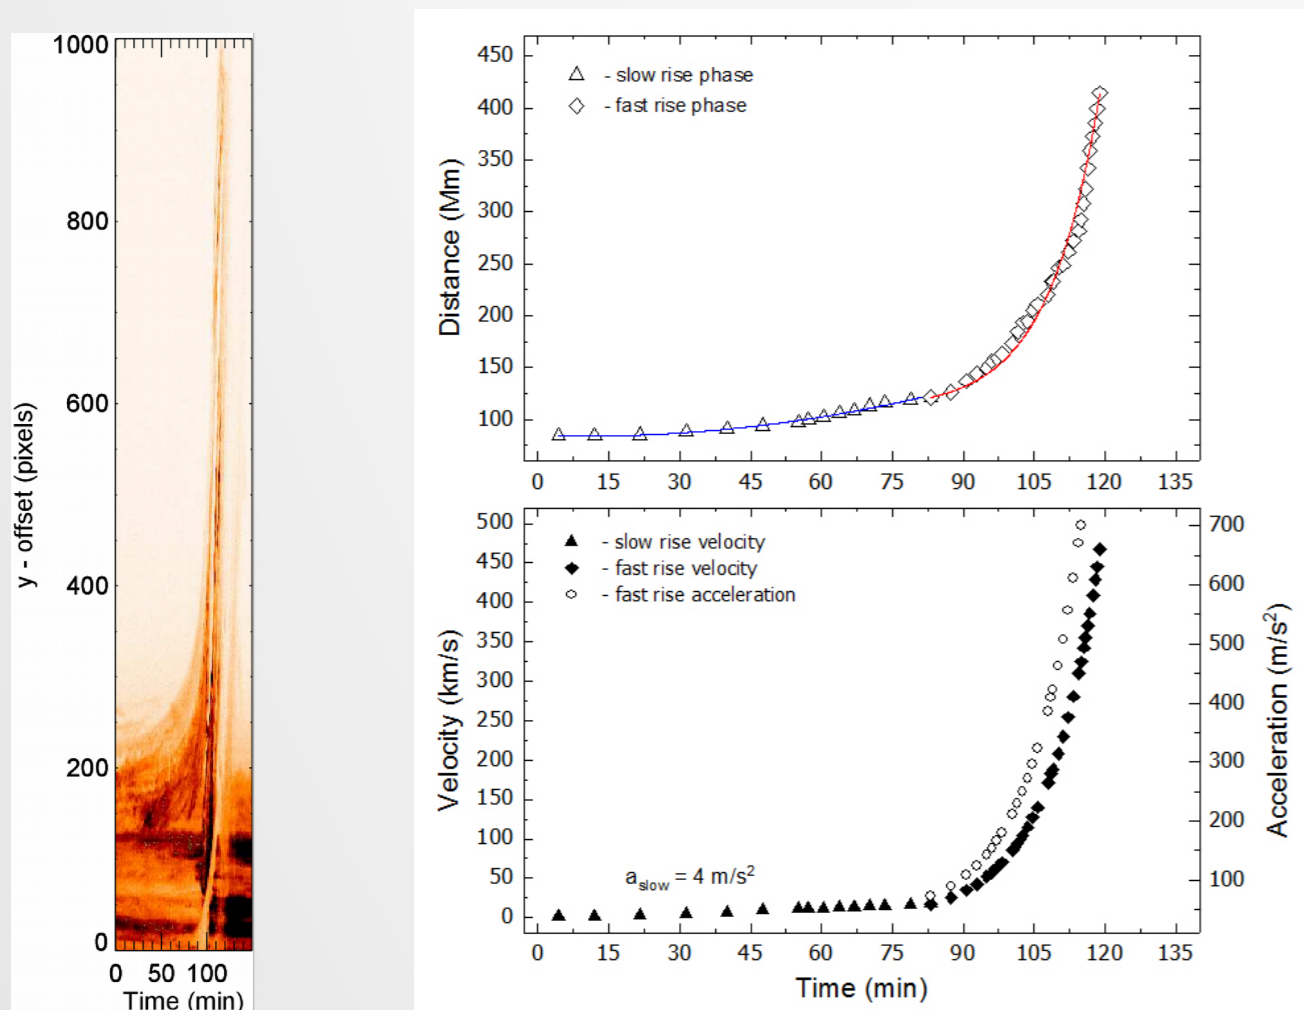 1000
800
600
400
200
0
y - offset (pixels)
0 50 100
Time (min)
450
400
350
300
250
200
150
100
Distance (Mm)
- slow rise phase
- fast rise phase
0 15 30 45 60 75 90 105 120 135
500
450
400
350
300
250
200
150
100
50
0
Velocity (km/s)
- slow rise velocity
- fast rise velocity
- fast rise acceleration
a_slow = 4 m/s²
700
600
500
400
300
200
100
Acceleration (m/s²)
0 15 30 45 60 75 90 105 120 135
Time (min)